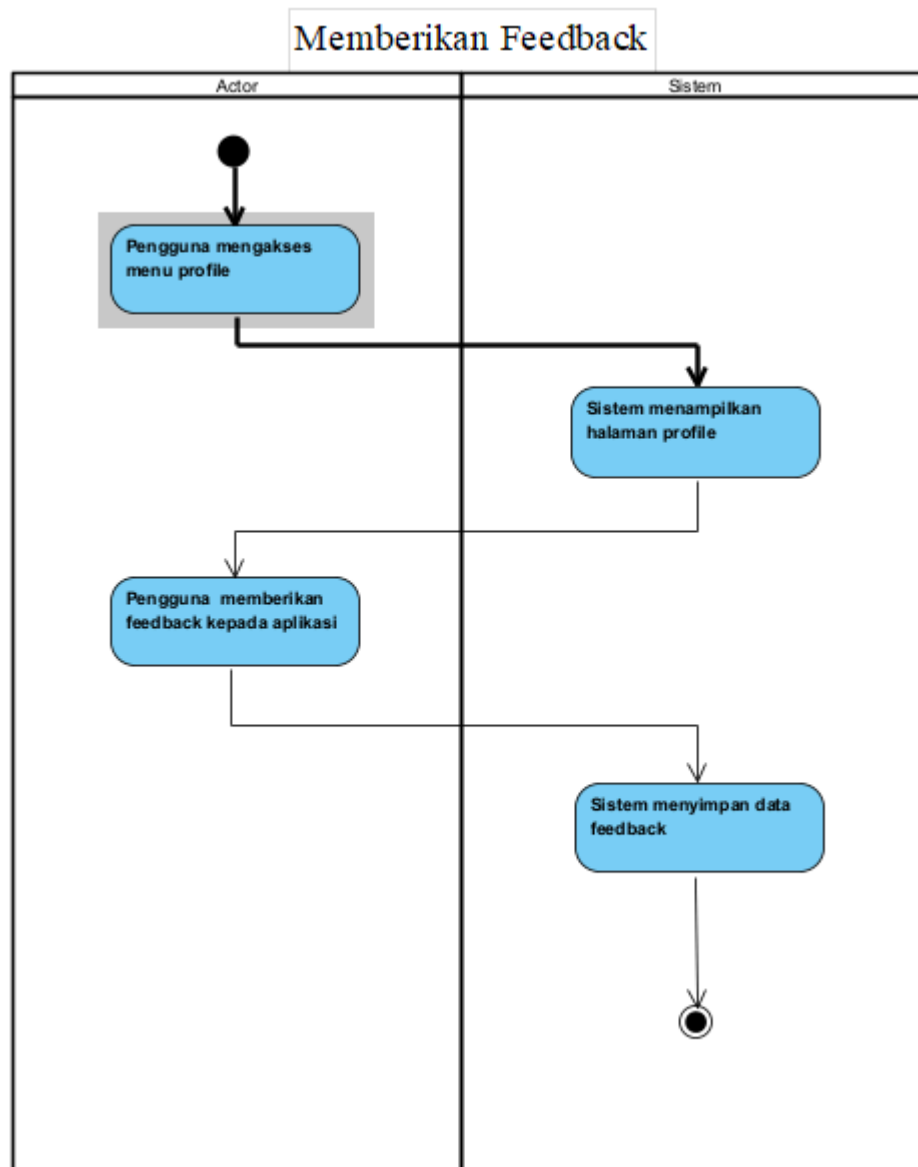 Memberikan Feedback
Actor
Sistem
Pengguna mengakses
menu profile
Sistem menampilkan
halaman profile
Pengguna  memberikan
feedback kepada aplikasi
Sistem menyimpan data
feedback